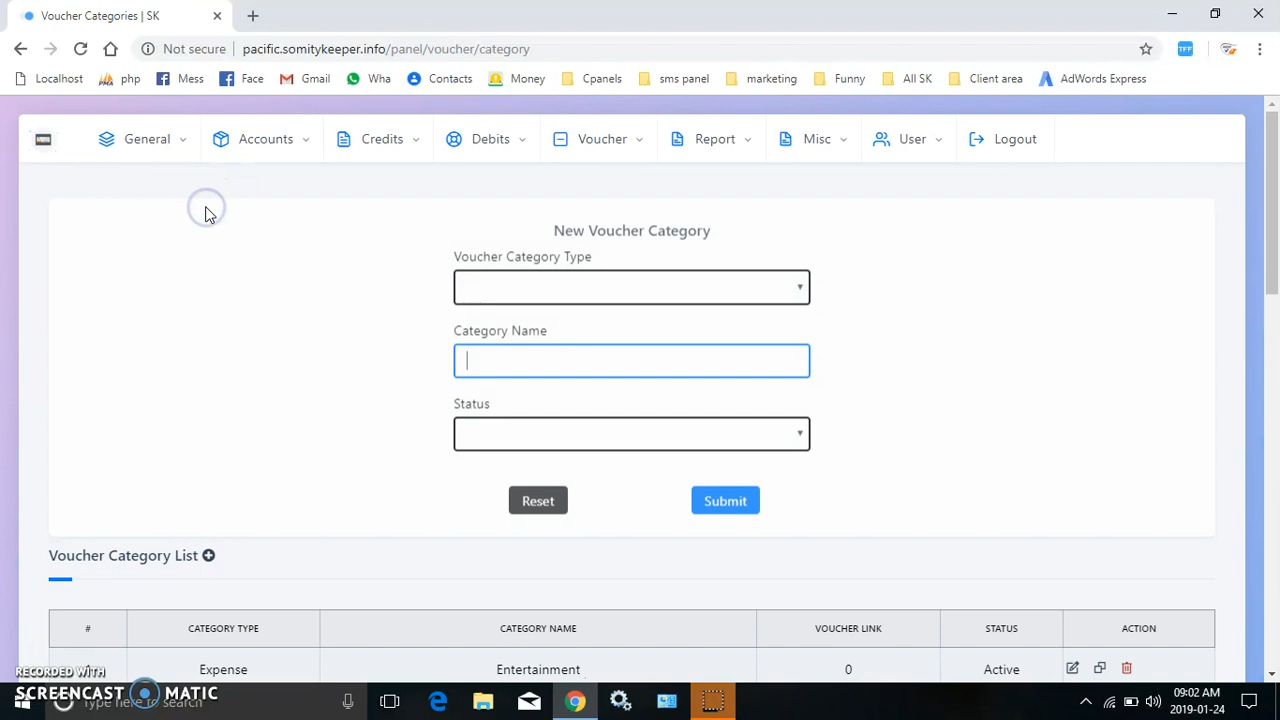 Voucher Categories | SK
Not secure | pacific.somitykeeper.info/panel/voucher/category
TFF
Localhost php Mess Face Gmail Wha Contacts Money Cpanels sms panel marketing Funny All SK Client area AdWords Express
General Accounts Credits Debits Voucher Report Misc User Logout
New Voucher Category
Voucher Category Type
Category Name
Status
Reset Submit
Voucher Category List
# CATEGORY TYPE CATEGORY NAME VOUCHER LINK STATUS ACTION
Expense Entertainment 0 Active
RECORDED WITH
SCREENCAST MATIC
Type here to search
09:02 AM
2019-01-24